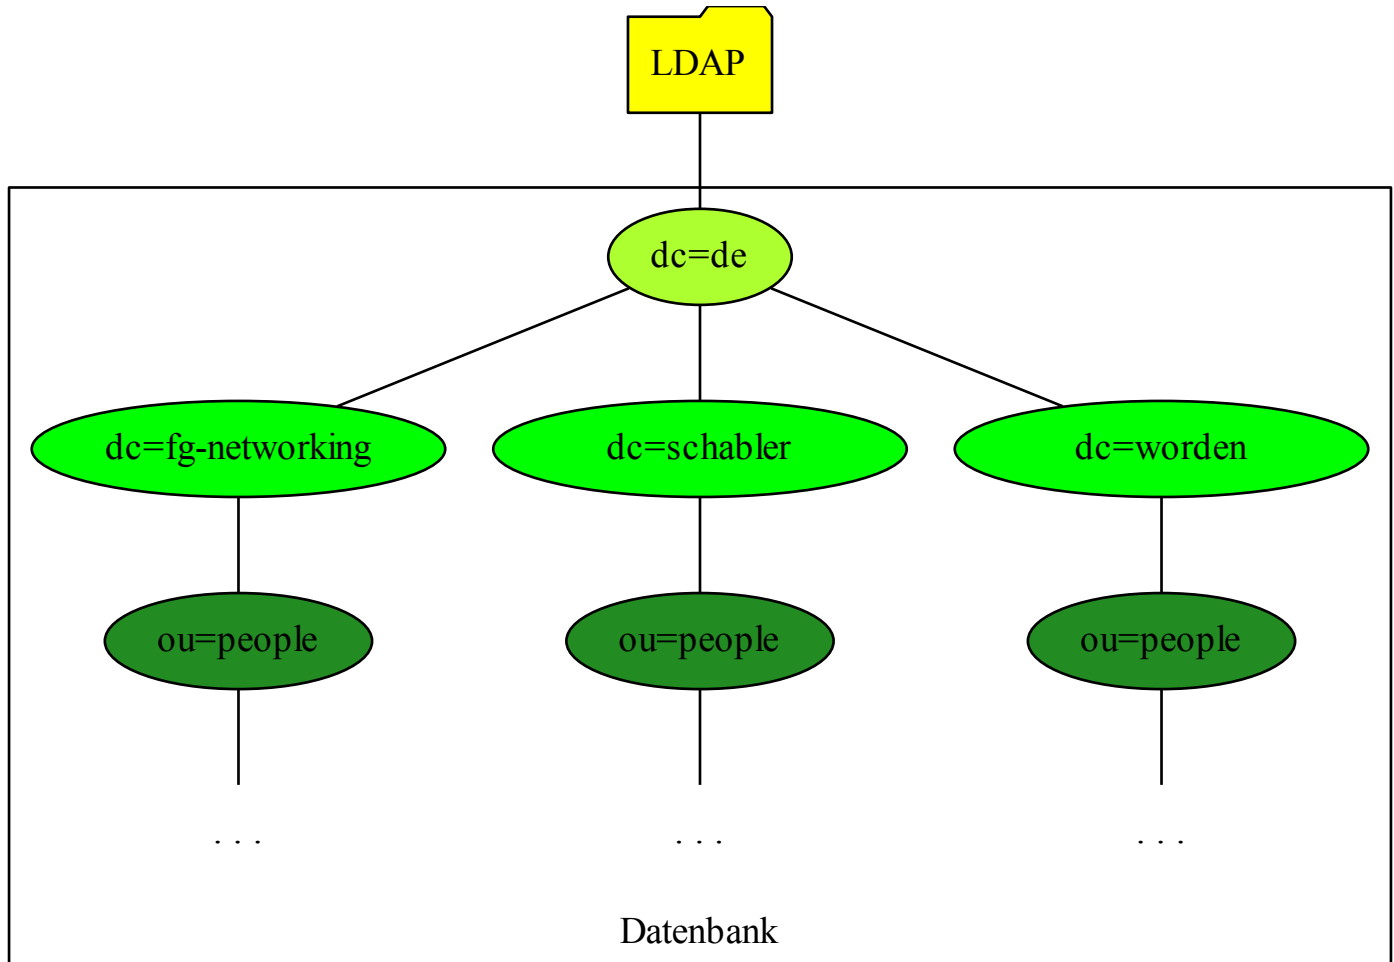 LDAP
dc=de
dc=fg-networking
dc=schabler
dc=worden
ou=people
ou=people
ou=people
. . .
. . .
. . .
Datenbank